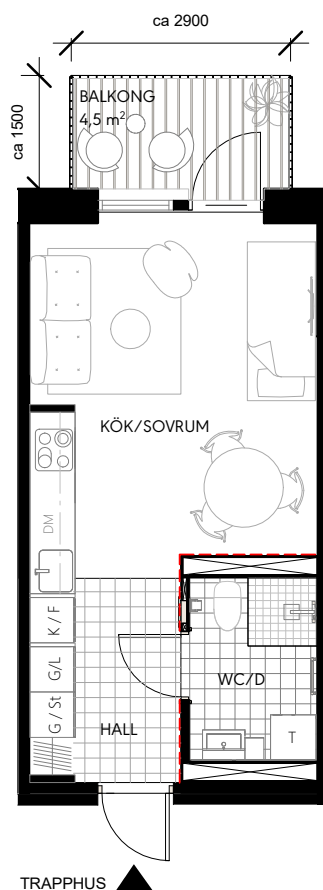 ca 2900
ca 1500
BALKONG
4,5 m²
KÖK/SOVRUM
DM
K / F
G/L
G / St
WC/D
HALL
T
TRAPPHUS